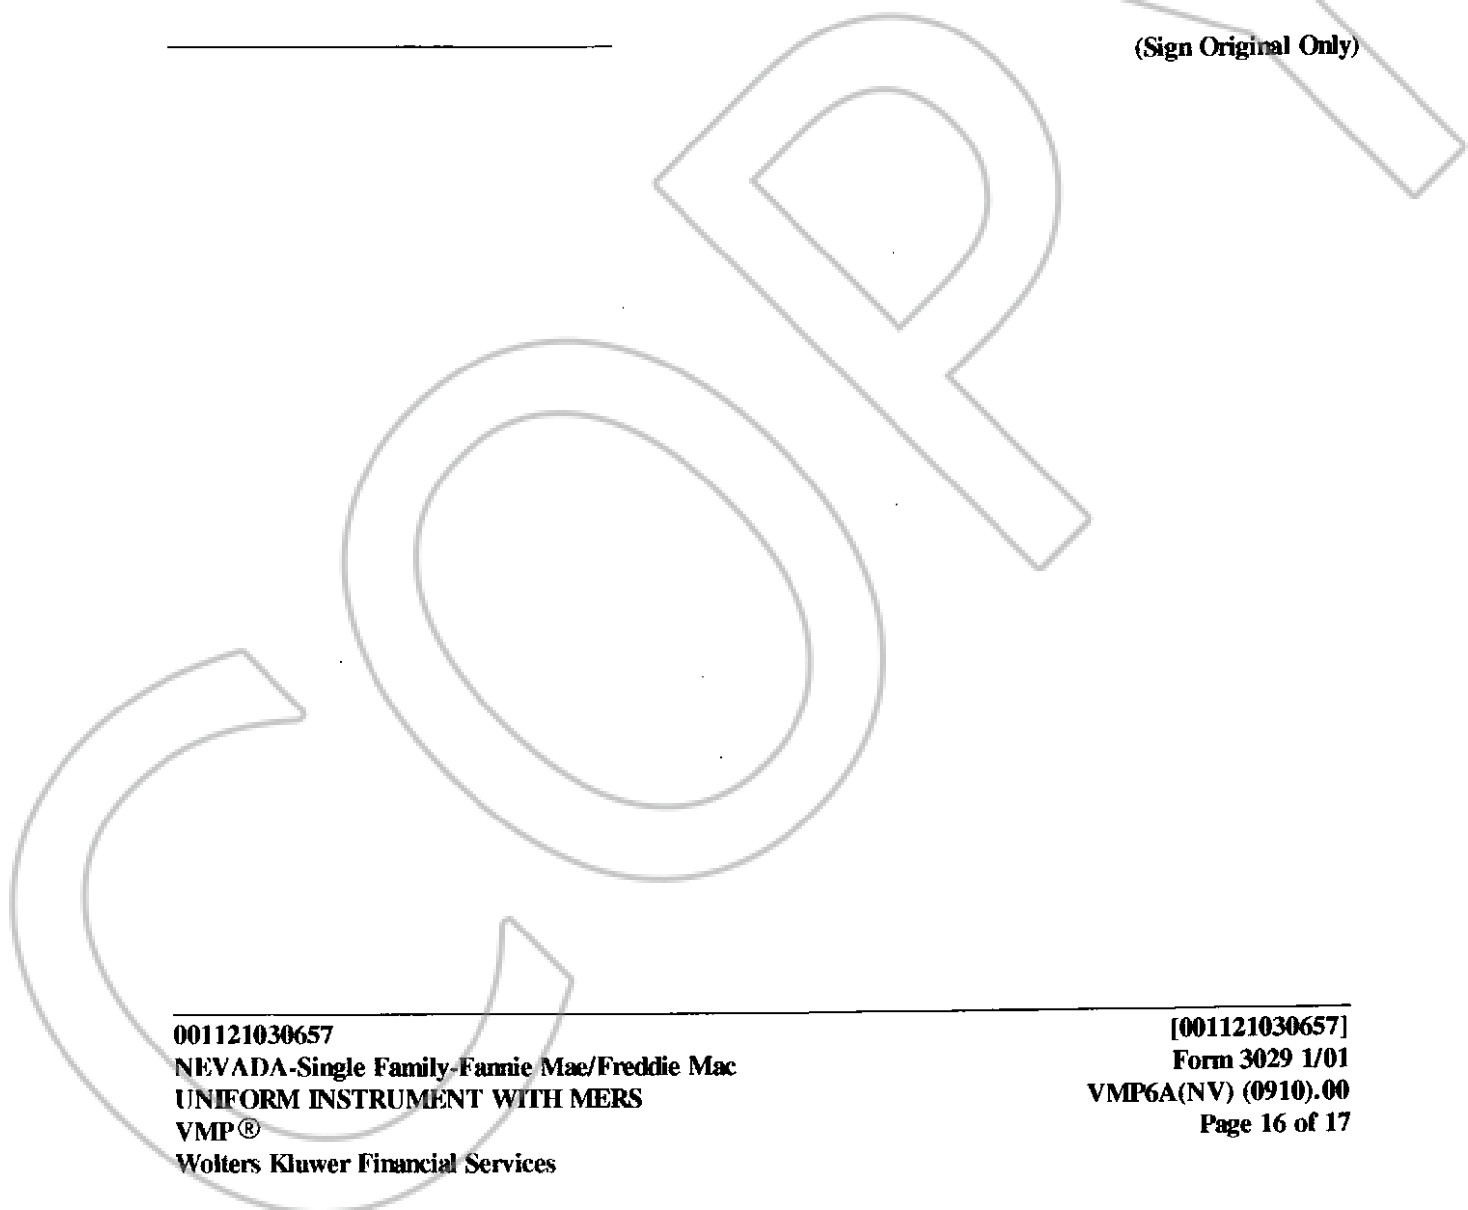 (Sign Original Only)
COPY
001121030657
NEVADA-Single Family-Fannie Mae/Freddie Mac
UNIFORM INSTRUMENT WITH MERS
VMP®
Wolters Kluwer Financial Services
[001121030657]
Form 3029 1/01
VMP6A(NV) (0910).00
Page 16 of 17